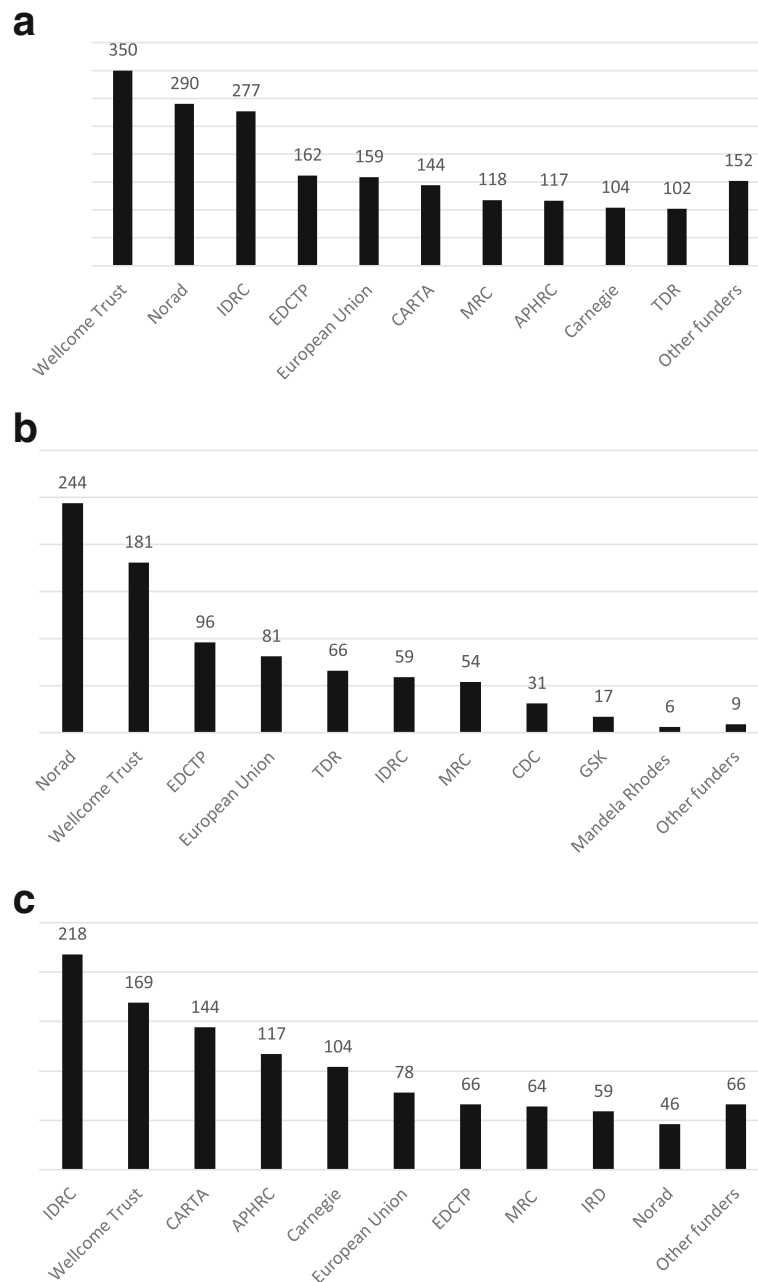 a
350
290
277
162
159
144
118
117
104
102
152
Wellcome Trust
Norad
IDRC
EDCTP
European Union
CARTA
MRC
APHRC
Carnegie
TDR
Other funders
b
244
181
96
81
66
59
54
31
17
6
9
Norad
Wellcome Trust
EDCTP
European Union
TDR
IDRC
MRC
CDC
GSK
Mandela Rhodes
Other funders
c
218
169
144
117
104
78
66
64
59
46
66
IDRC
Wellcome Trust
CARTA
APHRC
Carnegie
European Union
EDCTP
MRC
IRD
Norad
Other funders